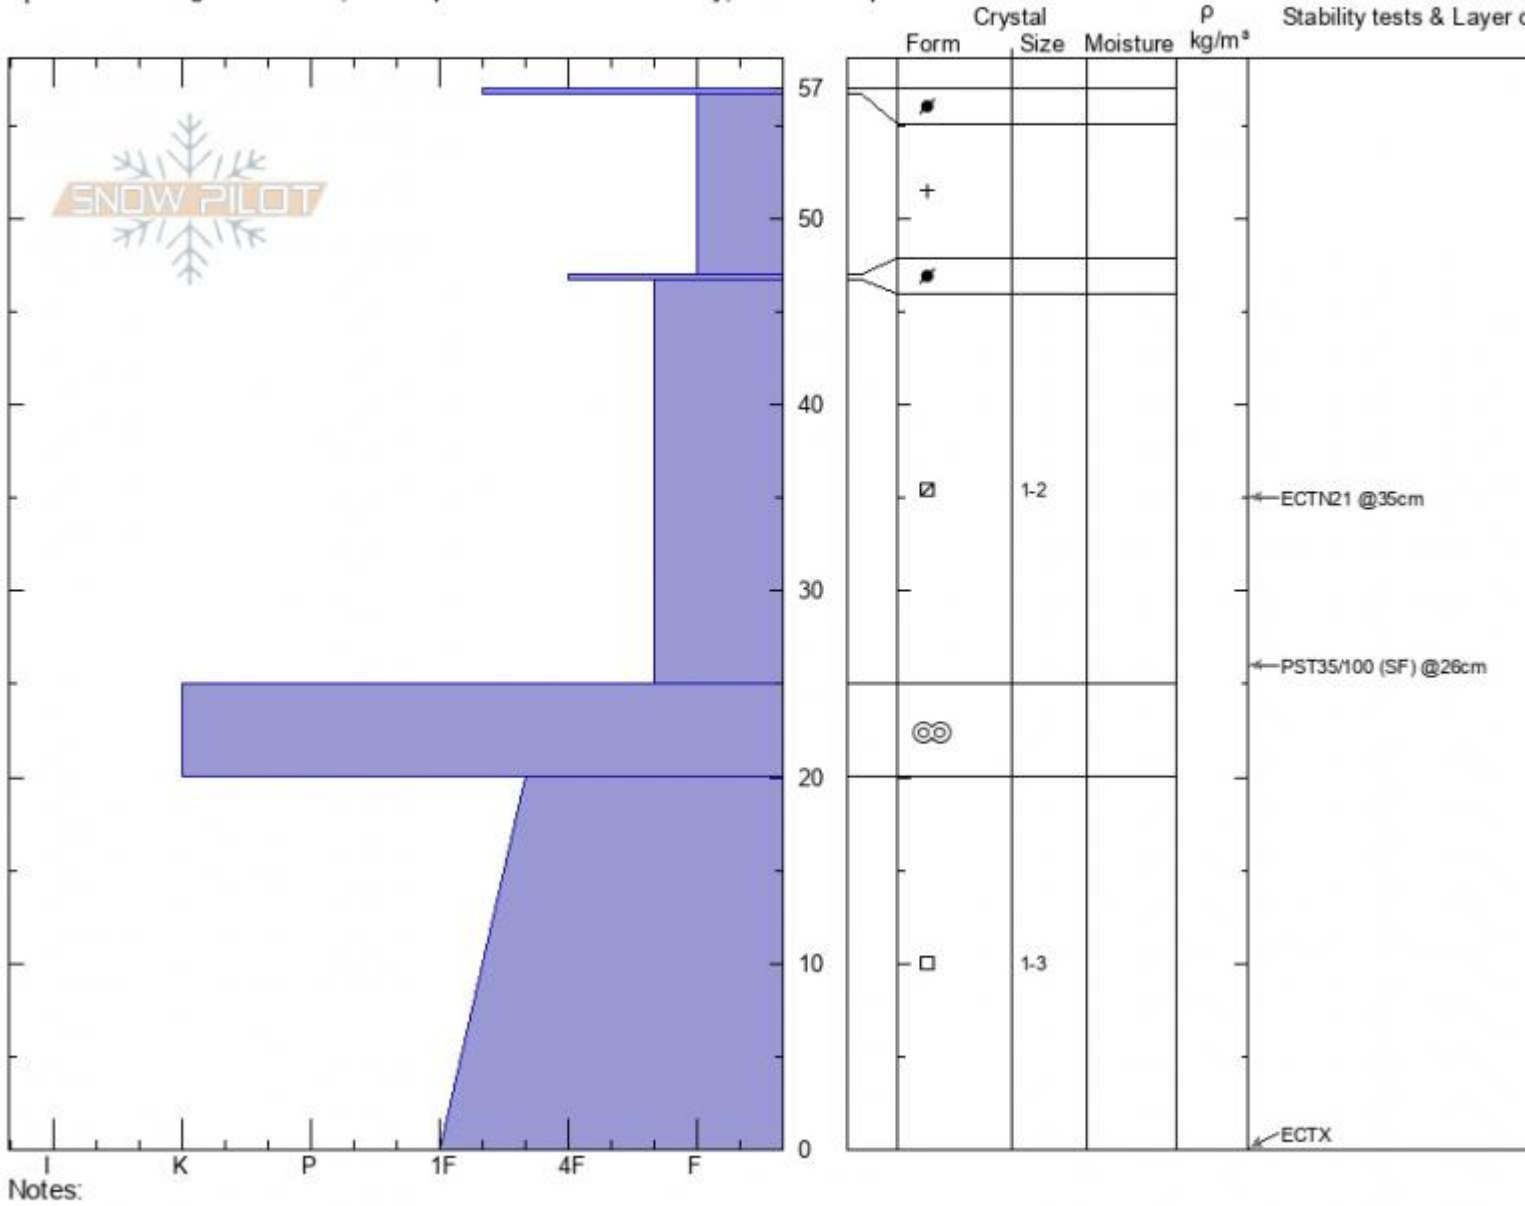 Crystal
ρ
Stability tests & Layer
Form
Size
Moisture
kg/m³
57
SNOW PILOT
50
40
1-2
ECTN21 @35cm
30
PST35/100 (SF) @26cm
20
10
1-3
ECTX
0
I K P 1F 4F F
Notes: